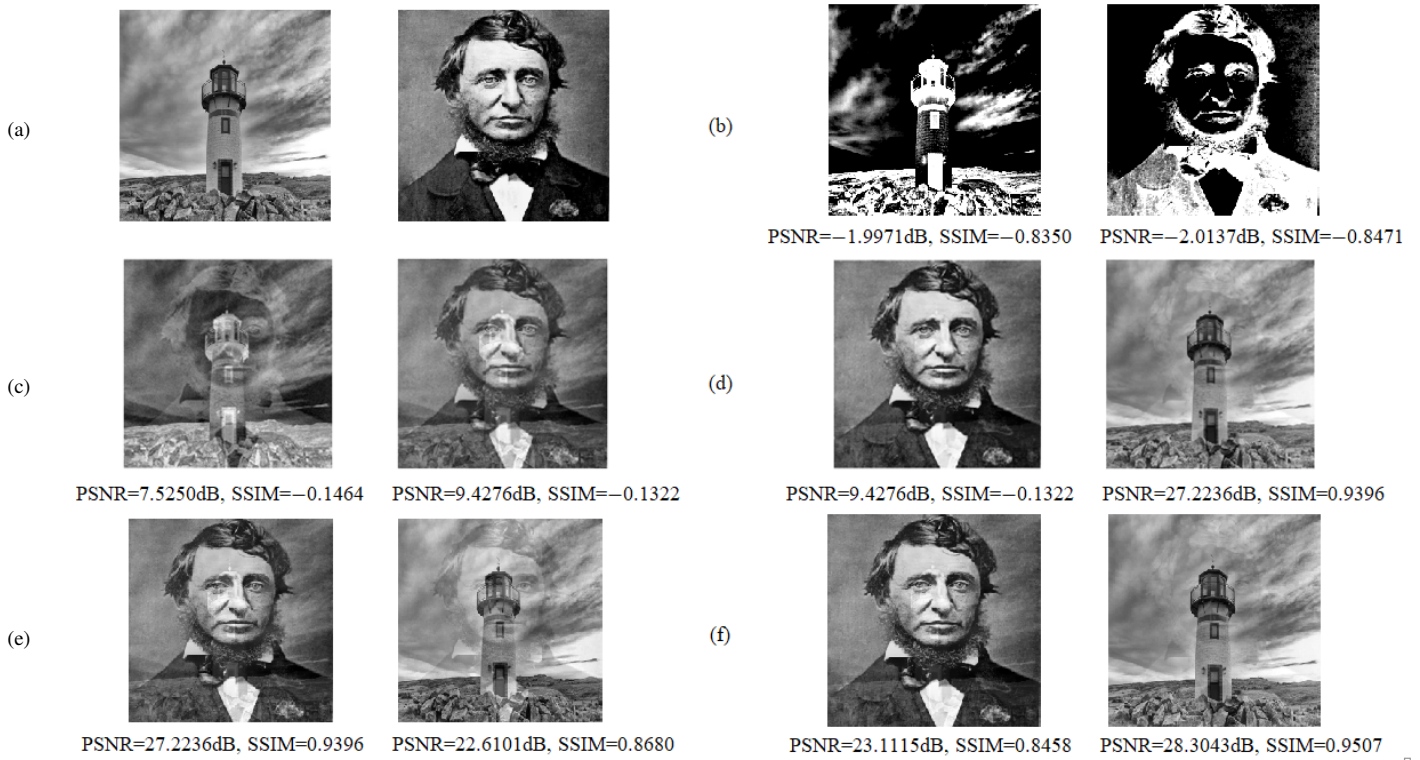 (a)
(b)
PSNR=−1.9971dB, SSIM=−0.8350
PSNR=−2.0137dB, SSIM=−0.8471
(c)
(d)
PSNR=7.5250dB, SSIM=−0.1464
PSNR=9.4276dB, SSIM=−0.1322
PSNR=9.4276dB, SSIM=−0.1322
PSNR=27.2236dB, SSIM=0.9396
(e)
(f)
PSNR=27.2236dB, SSIM=0.9396
PSNR=22.6101dB, SSIM=0.8680
PSNR=23.1115dB, SSIM=0.8458
PSNR=28.3043dB, SSIM=0.9507